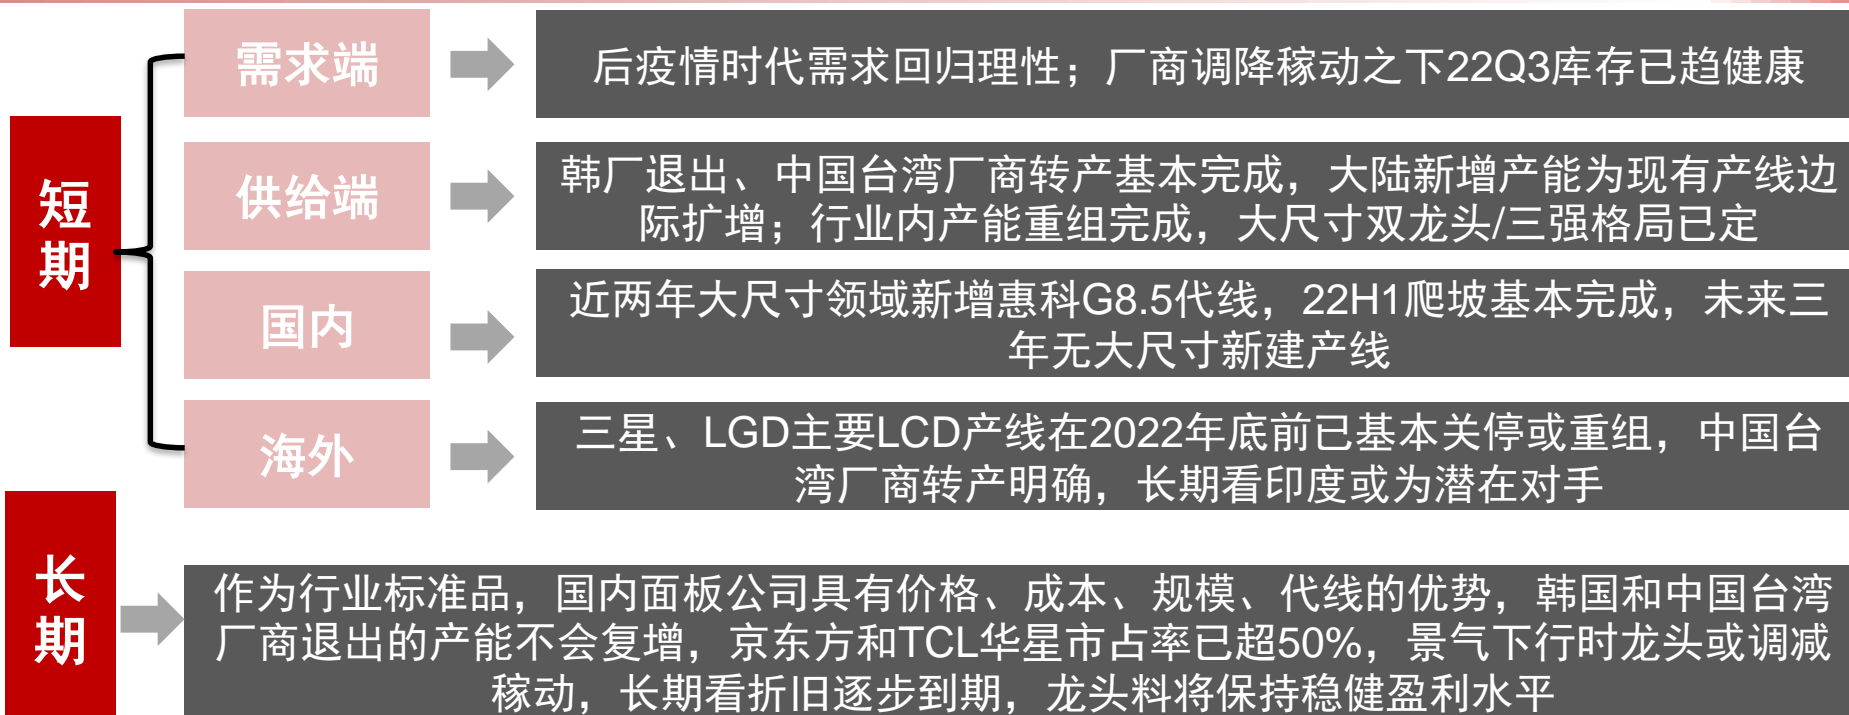 短
期
需求端
后疫情时代需求回归理性；厂商调降稼动之下22Q3库存已趋健康
供给端
韩厂退出、中国台湾厂商转产基本完成，大陆新增产能为现有产线边
际扩增；行业内产能重组完成，大尺寸双龙头/三强格局已定
国内
近两年大尺寸领域新增惠科G8.5代线，22H1爬坡基本完成，未来三
年无大尺寸新建产线
海外
三星、LGD主要LCD产线在2022年底前已基本关停或重组，中国台
湾厂商转产明确，长期看印度或为潜在对手
长
期
作为行业标准品，国内面板公司具有价格、成本、规模、代线的优势，韩国和中国台湾
厂商退出的产能不会复增，京东方和TCL华星市占率已超50%，景气下行时龙头或调减
稼动，长期看折旧逐步到期，龙头料将保持稳健盈利水平